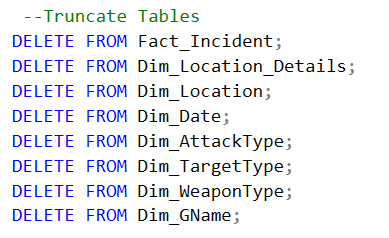 --Truncate Tables
DELETE FROM Fact_Incident;
DELETE FROM Dim_Location_Details;
DELETE FROM Dim_Location;
DELETE FROM Dim_Date;
DELETE FROM Dim_AttackType;
DELETE FROM Dim_TargetType;
DELETE FROM Dim_WeaponType;
DELETE FROM Dim_GName;